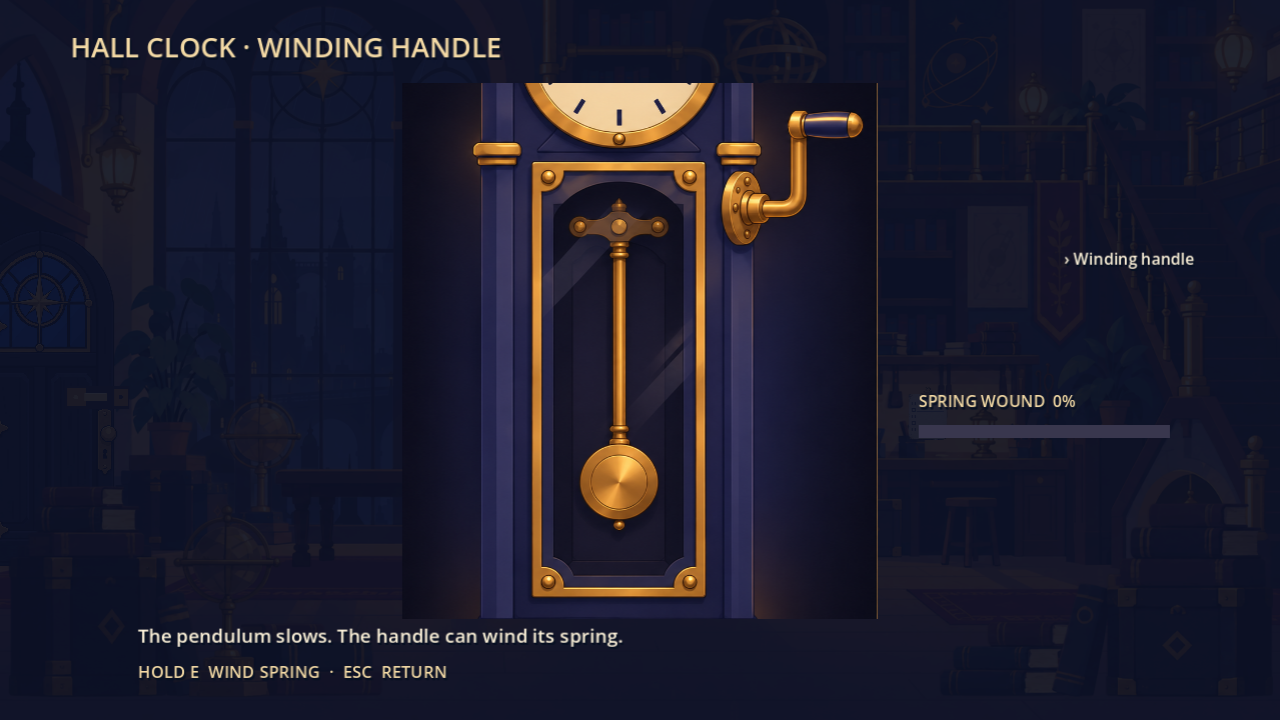 HALL CLOCK · WINDING HANDLE
› Winding handle
SPRING WOUND 0%
The pendulum slows. The handle can wind its spring.
HOLD E WIND SPRING · ESC RETURN